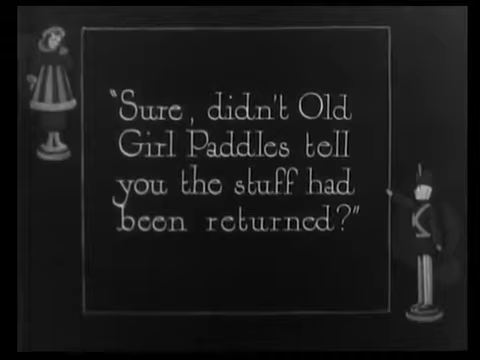 "Sure, didn't Old
Girl Paddles tell
you the stuff had
been returned?"